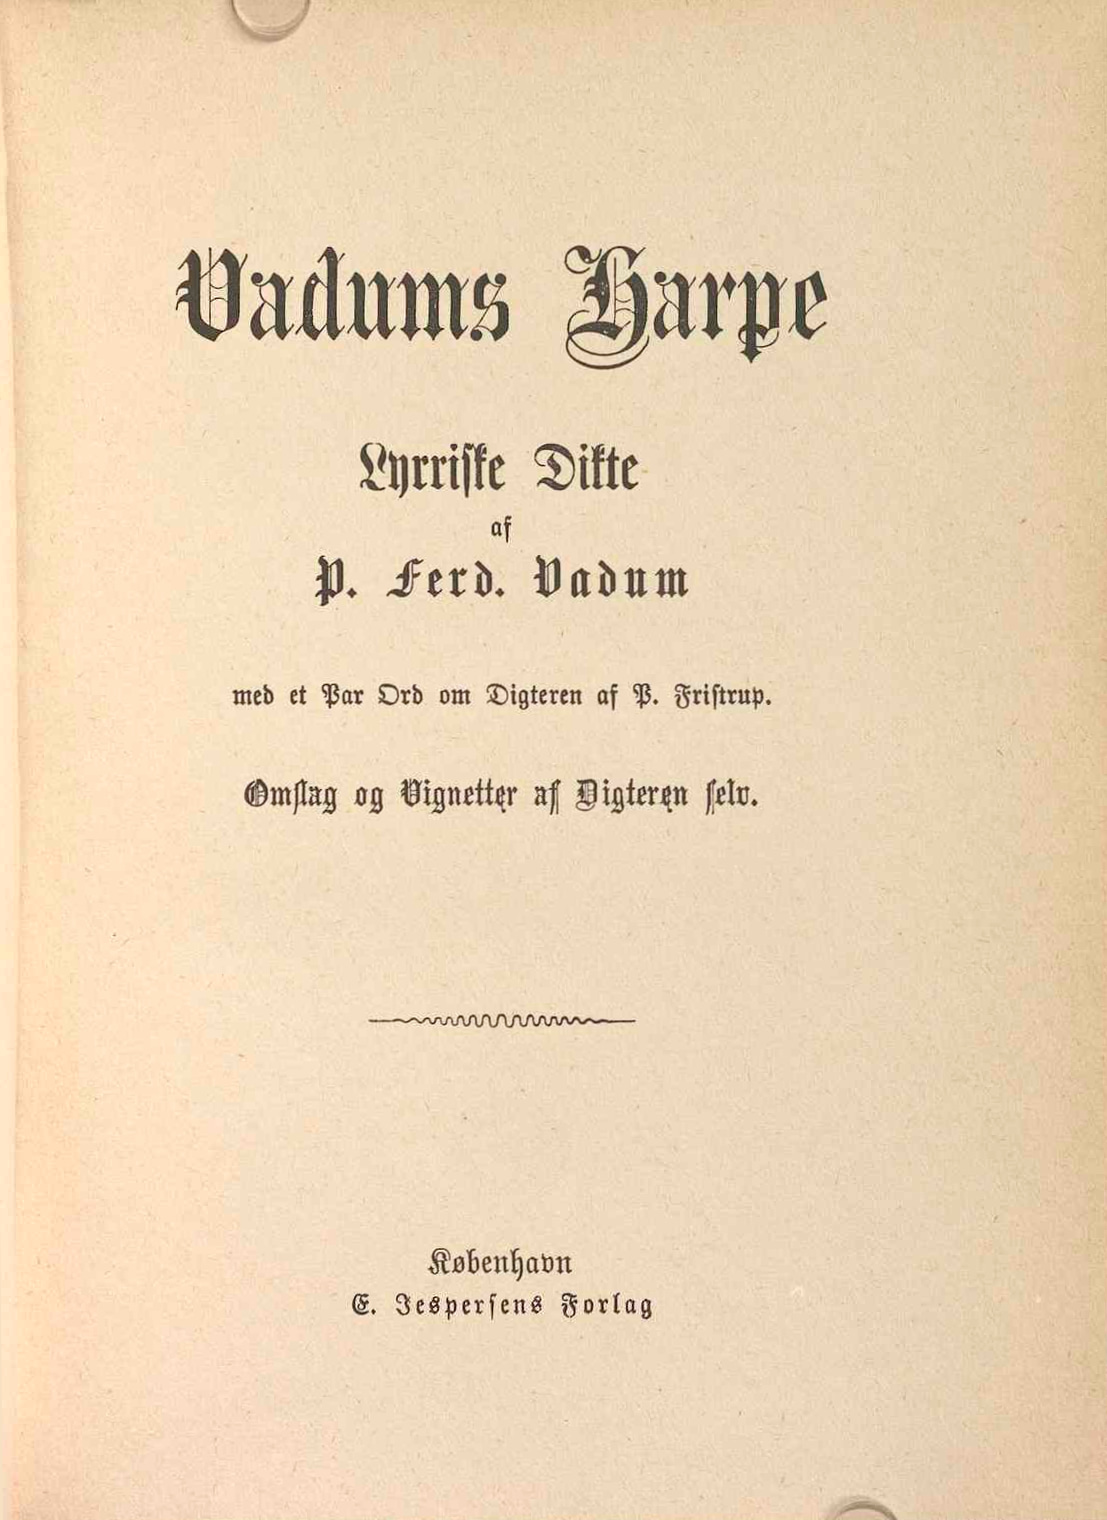 Vadums Harpe
Lyrriske Dikte
af
P. Ferd. Vadum
med et Par Ord om Digteren af P. Fristrup.
Omslag og Vignetter af Digteren selv.
København
E. Jespersens Forlag